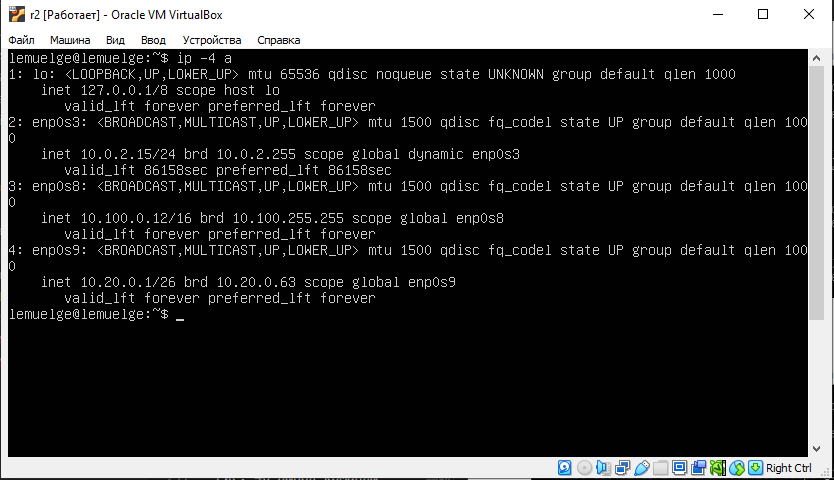 r2 [Работает] - Oracle VM VirtualBox
Файл Машина Вид Ввод Устройства Справка
lemuelge@lemuelge:~$ ip -4 a
1: lo: <LOOPBACK,UP,LOWER_UP> mtu 65536 qdisc noqueue state UNKNOWN group default qlen 1000
    inet 127.0.0.1/8 scope host lo
       valid_lft forever preferred_lft forever
2: enp0s3: <BROADCAST,MULTICAST,UP,LOWER_UP> mtu 1500 qdisc fq_codel state UP group default qlen 100
0
    inet 10.0.2.15/24 brd 10.0.2.255 scope global dynamic enp0s3
       valid_lft 86158sec preferred_lft 86158sec
3: enp0s8: <BROADCAST,MULTICAST,UP,LOWER_UP> mtu 1500 qdisc fq_codel state UP group default qlen 100
0
    inet 10.100.0.12/16 brd 10.100.255.255 scope global enp0s8
       valid_lft forever preferred_lft forever
4: enp0s9: <BROADCAST,MULTICAST,UP,LOWER_UP> mtu 1500 qdisc fq_codel state UP group default qlen 100
0
    inet 10.20.0.1/26 brd 10.20.0.63 scope global enp0s9
       valid_lft forever preferred_lft forever
lemuelge@lemuelge:~$ _
Right Ctrl